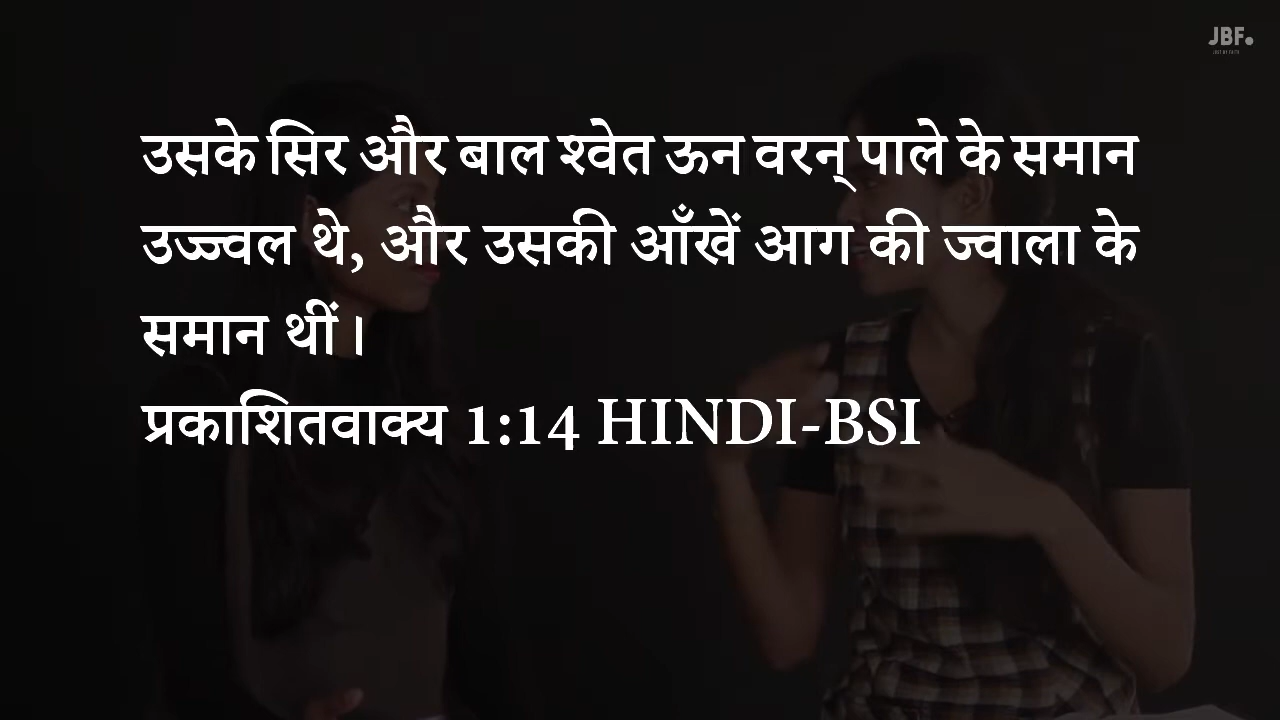 JBF.
उसके सिर और बाल श्वेत ऊन वरन् पाले के समान
उज्ज्वल थे, और उसकी आँखें आग की ज्वाला के
समान थीं।
प्रकाशितवाक्य 1:14 HINDI-BSI